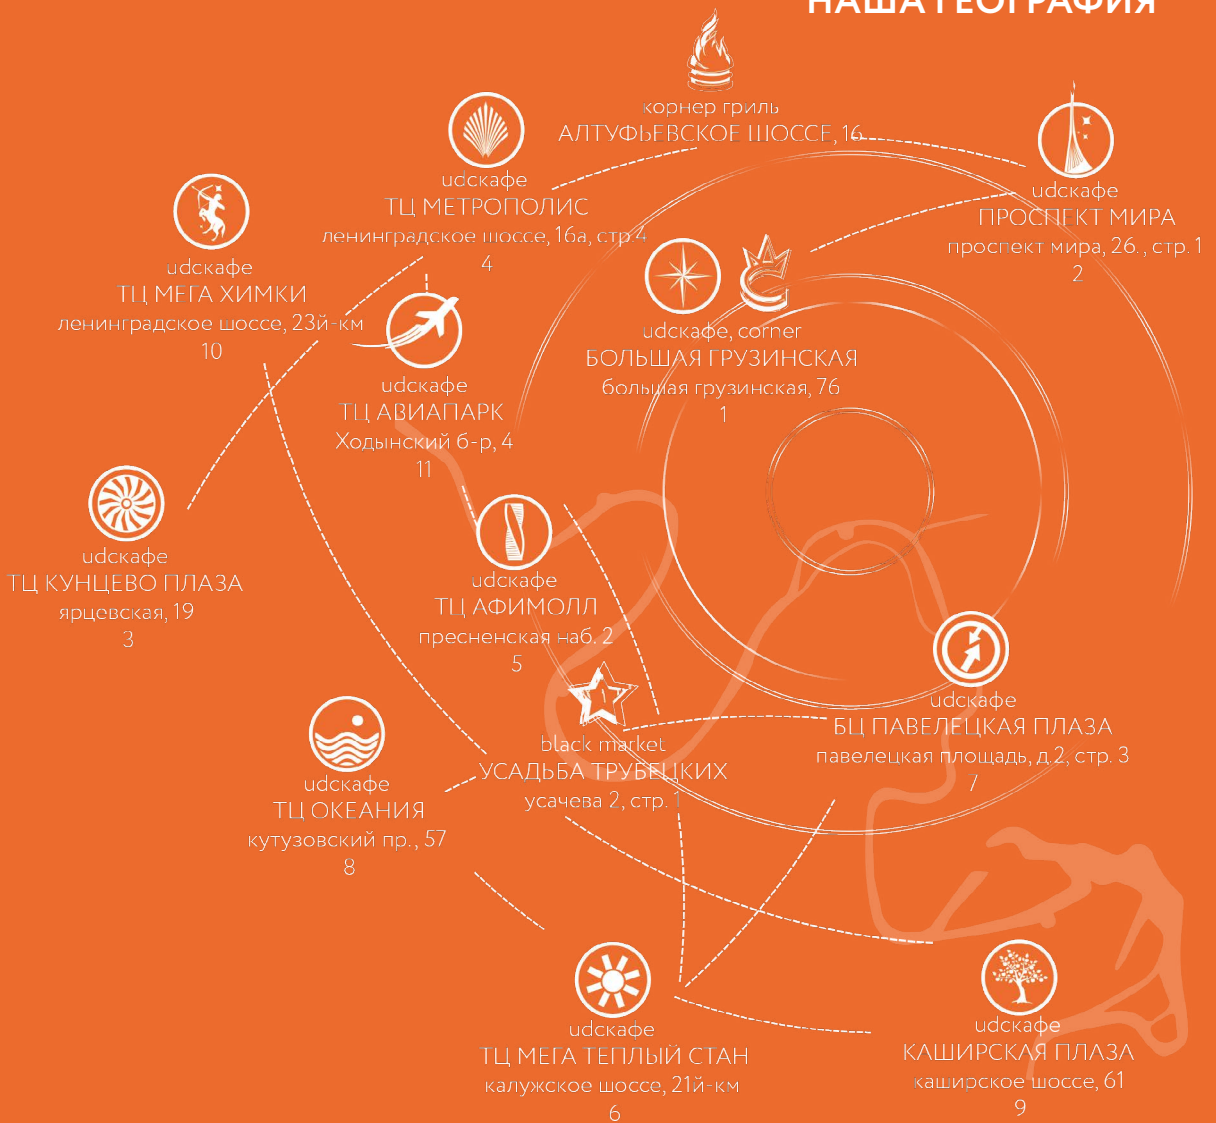 НАША ГЕОГРАФИЯ
корнер гриль
АЛТУФЬЕВСКОЕ ШОССЕ, 16
udcкафе
ТЦ МЕТРОПОЛИС
ленинградское шоссе, 16а, стр.4
4
udcкафе
ПРОСПЕКТ МИРА
проспект мира, 26., стр. 1
2
udcкафе
ТЦ МЕГА ХИМКИ
ленинградское шоссе, 23й-км
10
udcкафе, corner
БОЛЬШАЯ ГРУЗИНСКАЯ
большая грузинская, 76
1
udcкафе
ТЦ АВИАПАРК
Ходынский б-р, 4
11
udcкафе
ТЦ КУНЦЕВО ПЛАЗА
ярцевская, 19
3
udcкафе
ТЦ АФИМОЛЛ
пресненская наб. 2
5
udcкафе
БЦ ПАВЕЛЕЦКАЯ ПЛАЗА
павелецкая площадь, д.2, стр. 3
7
black market
УСАДЬБА ТРУБЕЦКИХ
усачева 2, стр. 1
udcкафе
ТЦ ОКЕАНИЯ
кутузовский пр., 57
8
udcкафе
ТЦ МЕГА ТЕПЛЫЙ СТАН
калужское шоссе, 21й-км
6
udcкафе
КАШИРСКАЯ ПЛАЗА
каширское шоссе, 61
9